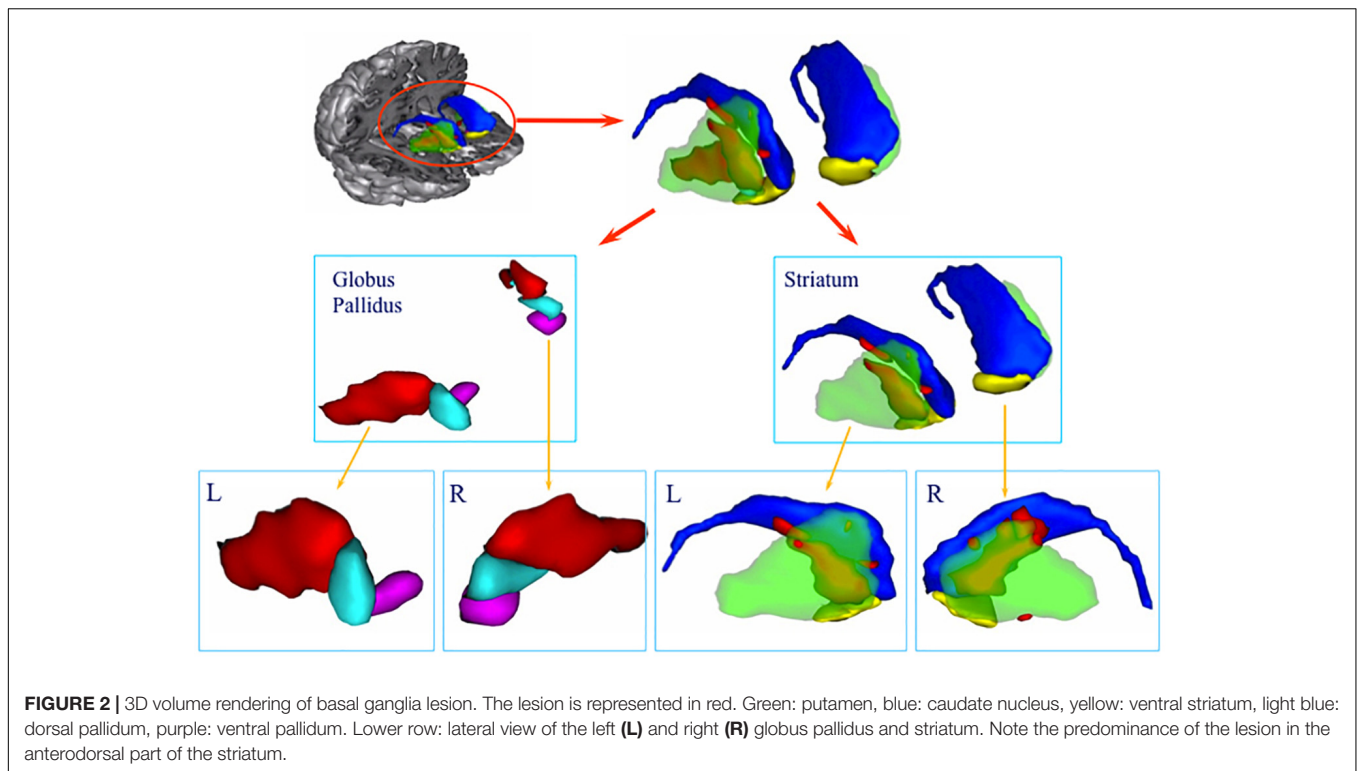 Globus
Pallidus
Striatum
L
R
L
R
FIGURE 2 | 3D volume rendering of basal ganglia lesion. The lesion is represented in red. Green: putamen, blue: caudate nucleus, yellow: ventral striatum, light blue:
dorsal pallidum, purple: ventral pallidum. Lower row: lateral view of the left (L) and right (R) globus pallidus and striatum. Note the predominance of the lesion in the
anterodorsal part of the striatum.